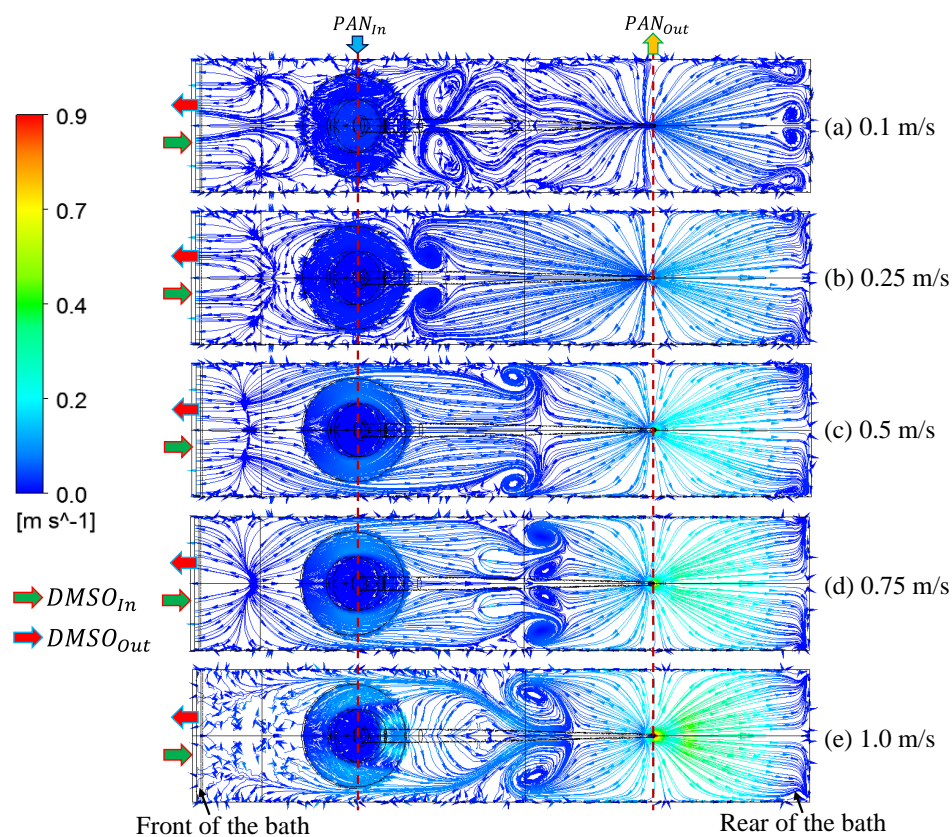 PAN_In
PAN_Out
0.9
0.7
0.4
0.2
0.0
[m s^-1]
(a) 0.1 m/s
(b) 0.25 m/s
(c) 0.5 m/s
(d) 0.75 m/s
(e) 1.0 m/s
DMSO_In
DMSO_Out
Front of the bath
Rear of the bath